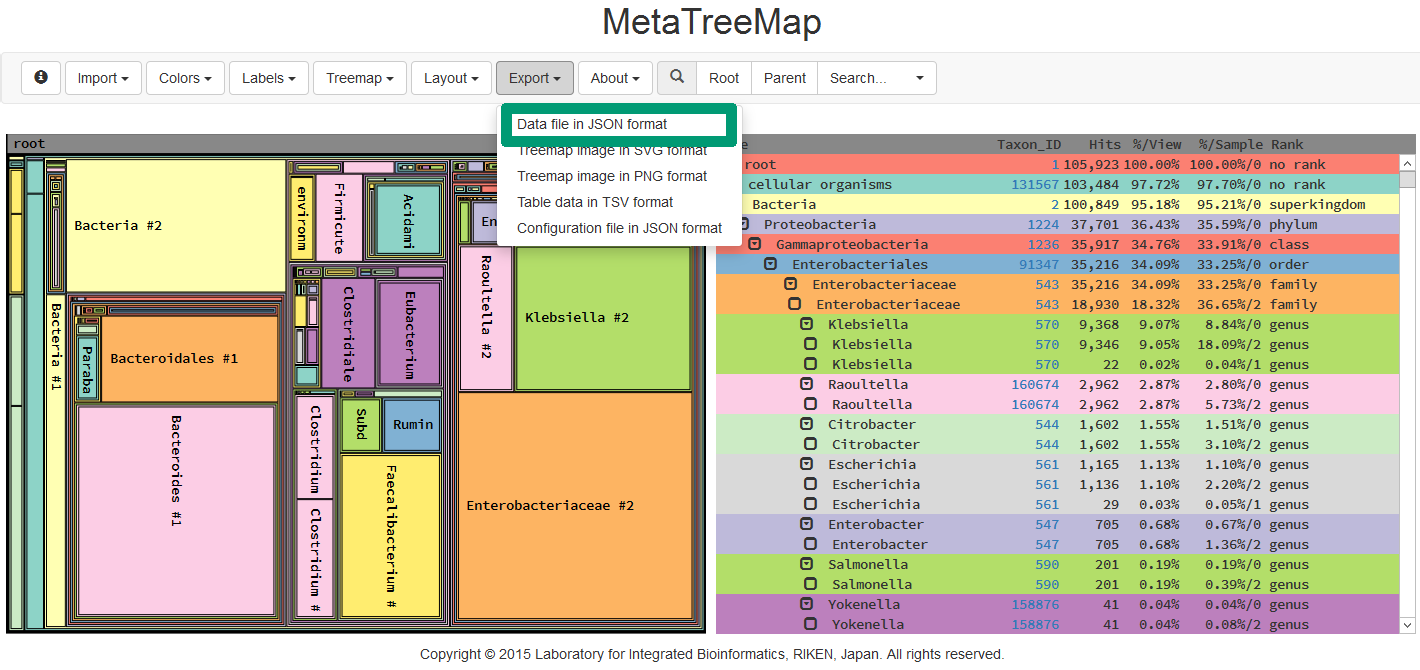 MetaTreeMap
Import Colors Labels Treemap Layout Export About Root Parent Search...
Data file in JSON format
Treemap image in SVG format
Treemap image in PNG format
Table data in TSV format
Configuration file in JSON format
root
Bacteria #2
Bacteria #1
Paraba
Bacteroidales #1
Bacteroides #1
environm
Firmicute
Acidami
Clostridiale
Eubacterium
Clostridium
Clostridium #
Subd
Rumin
Faecalibacterium #
En
Raoultella #2
Klebsiella #2
Enterobacteriaceae #2
e Taxon_ID Hits %/View %/Sample Rank
root 1 105,923 100.00% 100.00%/0 no rank
cellular organisms 131567 103,484 97.72% 97.70%/0 no rank
Bacteria 2 100,849 95.18% 95.21%/0 superkingdom
Proteobacteria 1224 37,701 36.43% 35.59%/0 phylum
Gammaproteobacteria 1236 35,917 34.76% 33.91%/0 class
Enterobacteriales 91347 35,216 34.09% 33.25%/0 order
Enterobacteriaceae 543 35,216 34.09% 33.25%/0 family
Enterobacteriaceae 543 18,930 18.32% 36.65%/2 family
Klebsiella 570 9,368 9.07% 8.84%/0 genus
Klebsiella 570 9,346 9.05% 18.09%/2 genus
Klebsiella 570 22 0.02% 0.04%/1 genus
Raoultella 160674 2,962 2.87% 2.80%/0 genus
Raoultella 160674 2,962 2.87% 5.73%/2 genus
Citrobacter 544 1,602 1.55% 1.51%/0 genus
Citrobacter 544 1,602 1.55% 3.10%/2 genus
Escherichia 561 1,165 1.13% 1.10%/0 genus
Escherichia 561 1,136 1.10% 2.20%/2 genus
Escherichia 561 29 0.03% 0.05%/1 genus
Enterobacter 547 705 0.68% 0.67%/0 genus
Enterobacter 547 705 0.68% 1.36%/2 genus
Salmonella 590 201 0.19% 0.19%/0 genus
Salmonella 590 201 0.19% 0.39%/2 genus
Yokenella 158876 41 0.04% 0.04%/0 genus
Yokenella 158876 41 0.04% 0.08%/2 genus
Copyright © 2015 Laboratory for Integrated Bioinformatics, RIKEN, Japan. All rights reserved.